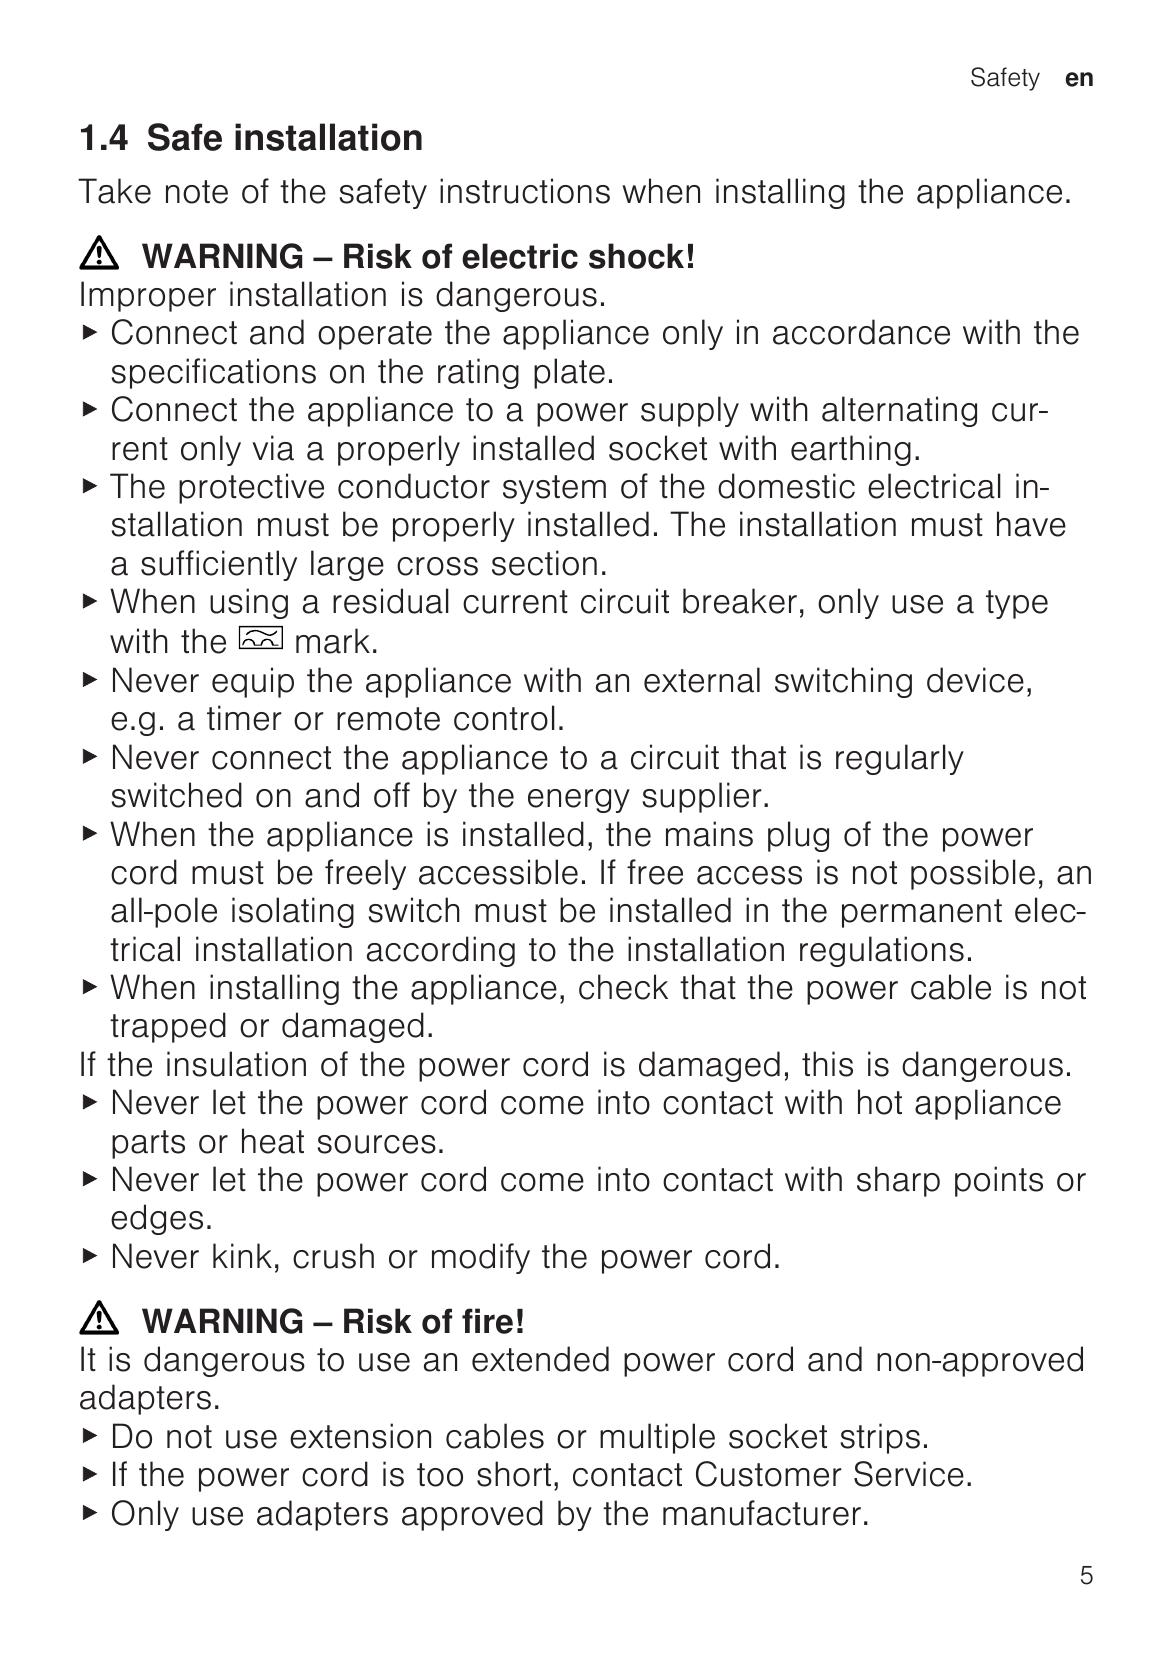 Safety en
1.4 Safe installation
Take note of the safety instructions when installing the appliance.
WARNING – Risk of electric shock!
Improper installation is dangerous.
▶ Connect and operate the appliance only in accordance with the
specifications on the rating plate.
▶ Connect the appliance to a power supply with alternating cur-
rent only via a properly installed socket with earthing.
▶ The protective conductor system of the domestic electrical in-
stallation must be properly installed. The installation must have
a sufficiently large cross section.
▶ When using a residual current circuit breaker, only use a type
with the mark.
▶ Never equip the appliance with an external switching device,
e.g. a timer or remote control.
▶ Never connect the appliance to a circuit that is regularly
switched on and off by the energy supplier.
▶ When the appliance is installed, the mains plug of the power
cord must be freely accessible. If free access is not possible, an
all-pole isolating switch must be installed in the permanent elec-
trical installation according to the installation regulations.
▶ When installing the appliance, check that the power cable is not
trapped or damaged.
If the insulation of the power cord is damaged, this is dangerous.
▶ Never let the power cord come into contact with hot appliance
parts or heat sources.
▶ Never let the power cord come into contact with sharp points or
edges.
▶ Never kink, crush or modify the power cord.
WARNING – Risk of fire!
It is dangerous to use an extended power cord and non-approved
adapters.
▶ Do not use extension cables or multiple socket strips.
▶ If the power cord is too short, contact Customer Service.
▶ Only use adapters approved by the manufacturer.
5